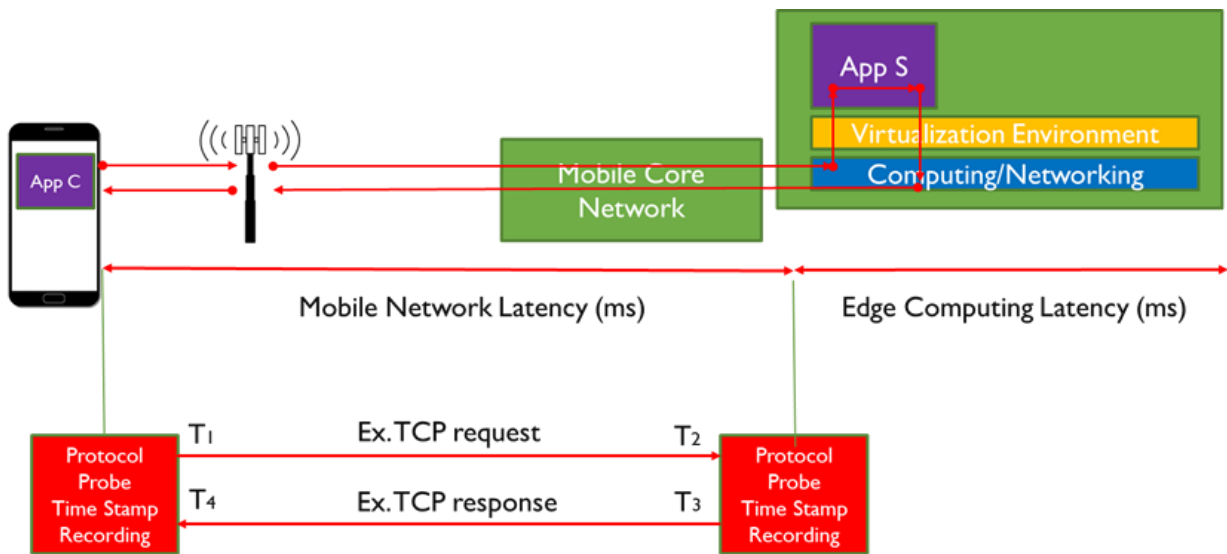 App S
Virtualization Environment
Computing/Networking
App C
Mobile Core
Network
Mobile Network Latency (ms)
Edge Computing Latency (ms)
T1
Ex. TCP request
T2
Protocol
Probe
Time Stamp
Recording
T4
Ex. TCP response
T3
Protocol
Probe
Time Stamp
Recording